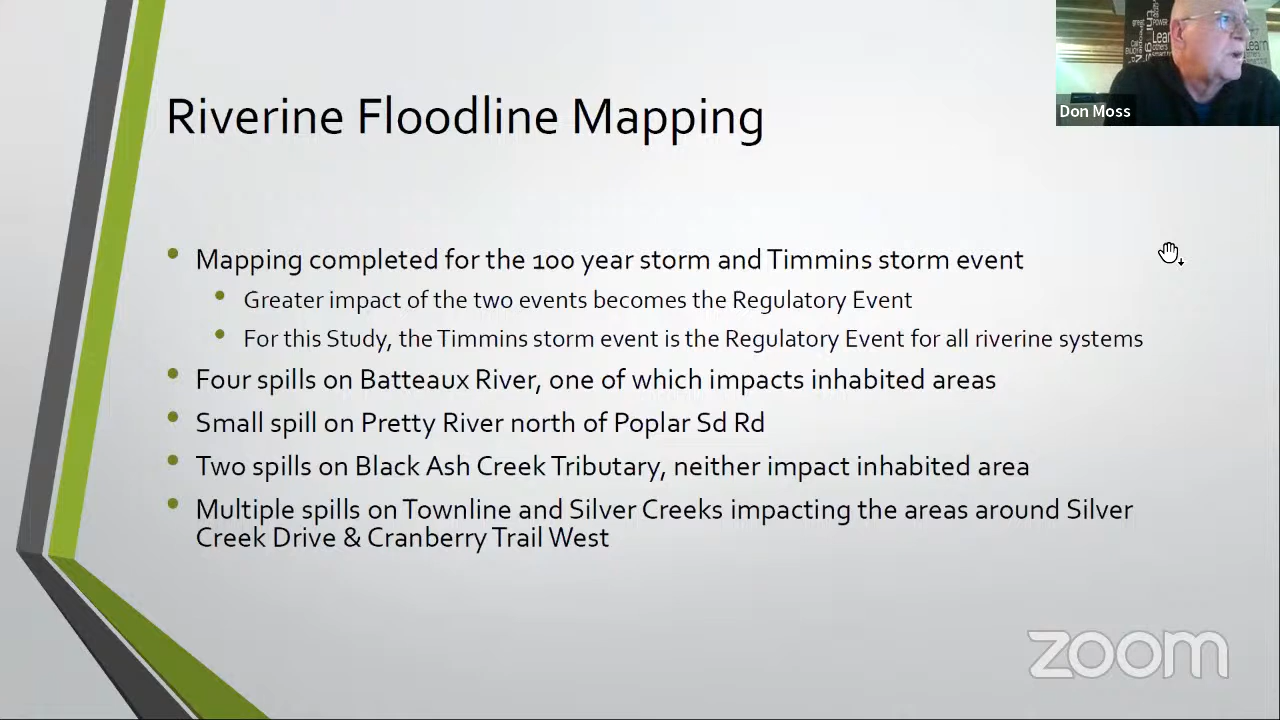 Riverine Floodline Mapping
Don Moss
Mapping completed for the 100 year storm and Timmins storm event
Greater impact of the two events becomes the Regulatory Event
For this Study, the Timmins storm event is the Regulatory Event for all riverine systems
Four spills on Batteaux River, one of which impacts inhabited areas
Small spill on Pretty River north of Poplar Sd Rd
Two spills on Black Ash Creek Tributary, neither impact inhabited area
Multiple spills on Townline and Silver Creeks impacting the areas around Silver
Creek Drive & Cranberry Trail West
zoom